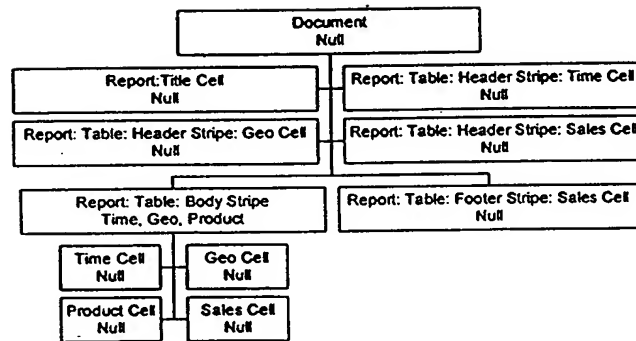 Document
Null
Report:Title Cell
Null
Report: Table: Header Stripe: Time Cell
Null
Report: Table: Header Stripe: Geo Cell
Null
Report: Table: Header Stripe: Sales Cell
Null
Report: Table: Body Stripe
Time, Geo, Product
Report: Table: Footer Stripe: Sales Cell
Null
Time Cell
Null
Geo Cell
Null
Product Cell
Null
Sales Cell
Null